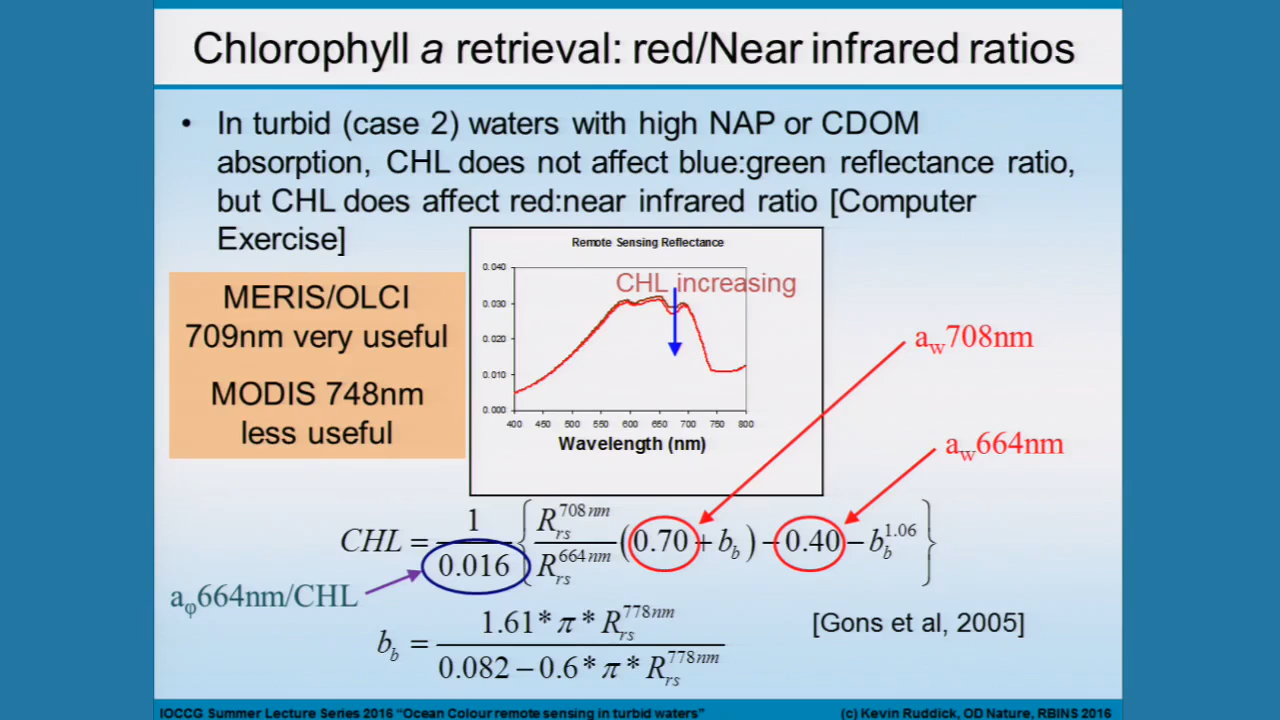 Chlorophyll a retrieval: red/Near infrared ratios
• In turbid (case 2) waters with high NAP or CDOM
absorption, CHL does not affect blue:green reflectance ratio,
but CHL does affect red:near infrared ratio [Computer
Exercise]
MERIS/OLCI
709nm very useful
MODIS 748nm
less useful
Remote Sensing Reflectance
CHL increasing
0.040
0.030
0.020
0.010
0.000
400 450 500 550 600 650 700 750 800
Wavelength (nm)
a_w708nm
a_w664nm
CHL = 1/0.016 { R_rs^708nm / R_rs^664nm (0.70 + b_b) − 0.40 − b_b^1.06 }
a_φ664nm/CHL
b_b = 1.61 * π * R_rs^778nm / 0.082 − 0.6 * π * R_rs^778nm
[Gons et al, 2005]
IOCCG Summer Lecture Series 2016 "Ocean Colour remote sensing in turbid waters"
(c) Kevin Ruddick, OD Nature, RBINS 2016